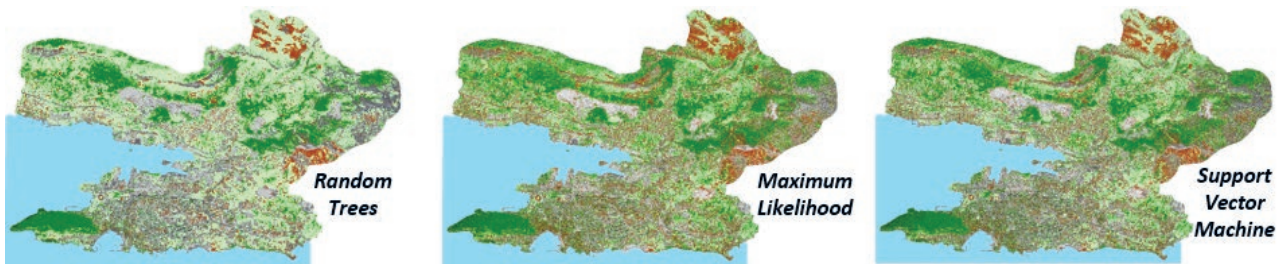 Random
Trees
Maximum
Likelihood
Support
Vector
Machine